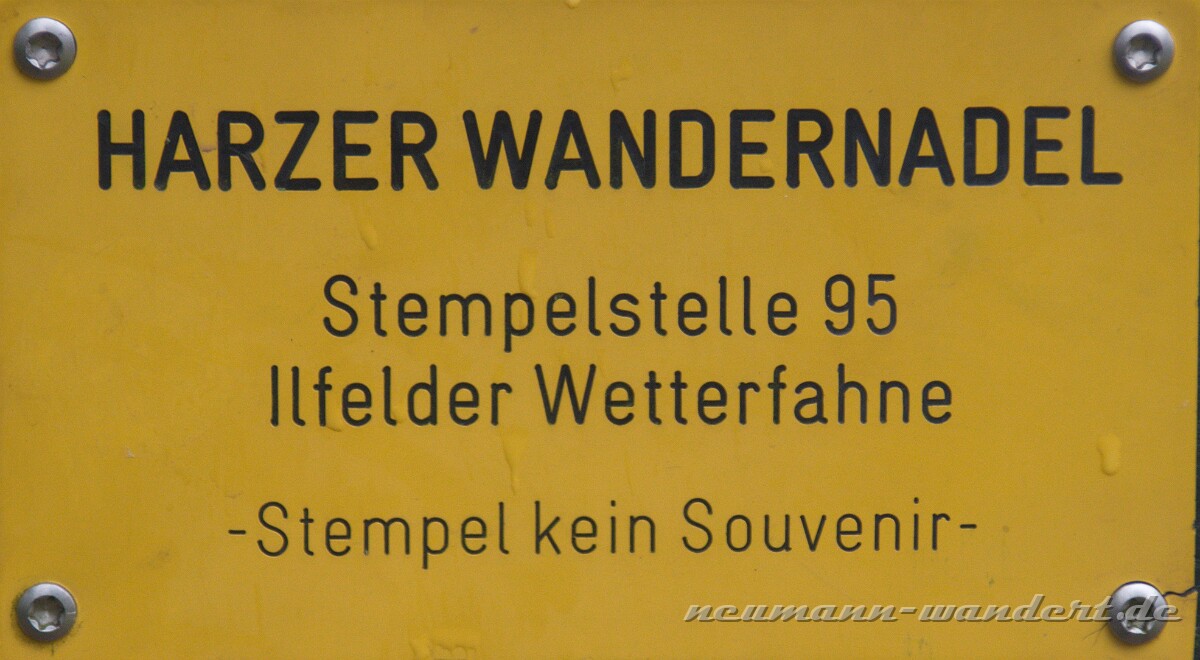 HARZER WANDERNADEL
Stempelstelle 95
Ilfelder Wetterfahne
-Stempel kein Souvenir-
neumann-wandert.de